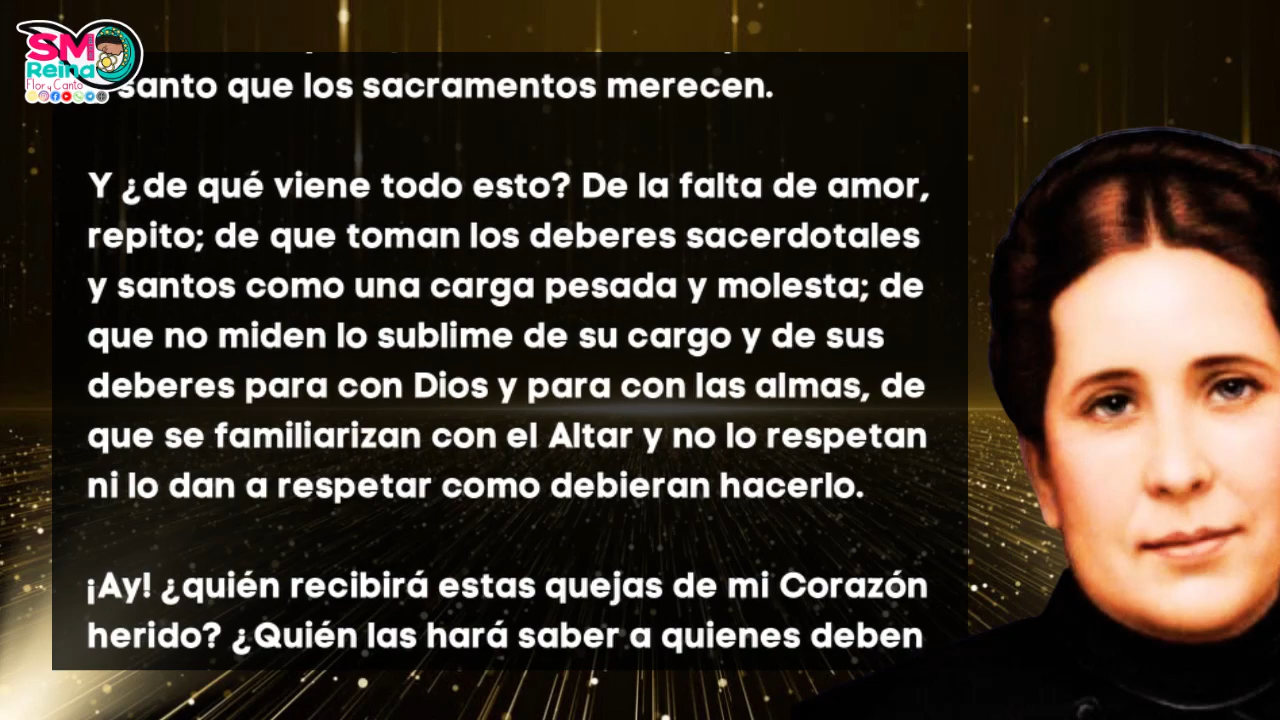 SM
Reina
Flor y Canto
santo que los sacramentos merecen.
Y ¿de qué viene todo esto? De la falta de amor,
repito; de que toman los deberes sacerdotales
y santos como una carga pesada y molesta; de
que no miden lo sublime de su cargo y de sus
deberes para con Dios y para con las almas, de
que se familiarizan con el Altar y no lo respetan
ni lo dan a respetar como debieran hacerlo.
¡Ay! ¿quién recibirá estas quejas de mi Corazón
herido? ¿Quién las hará saber a quienes deben